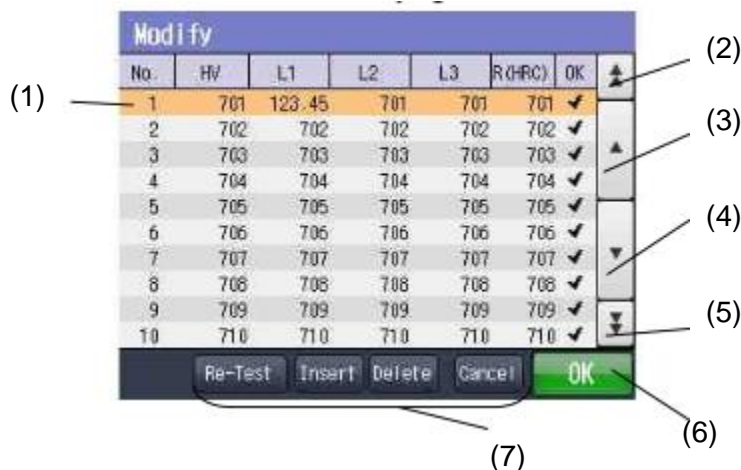 Modify
No. HV L1 L2 L3 R(HRC) OK
1 701 123.45 701 701 701 ✔
2 702 702 702 702 702 ✔
3 703 703 703 703 703 ✔
4 704 704 704 704 704 ✔
5 705 705 705 705 705 ✔
6 706 706 706 706 706 ✔
7 707 707 707 707 707 ✔
8 708 708 708 708 708 ✔
9 709 709 709 709 709 ✔
10 710 710 710 710 710 ✔
Re-Test Insert Delete Cancel OK
(1)
(2)
(3)
(4)
(5)
(6)
(7)